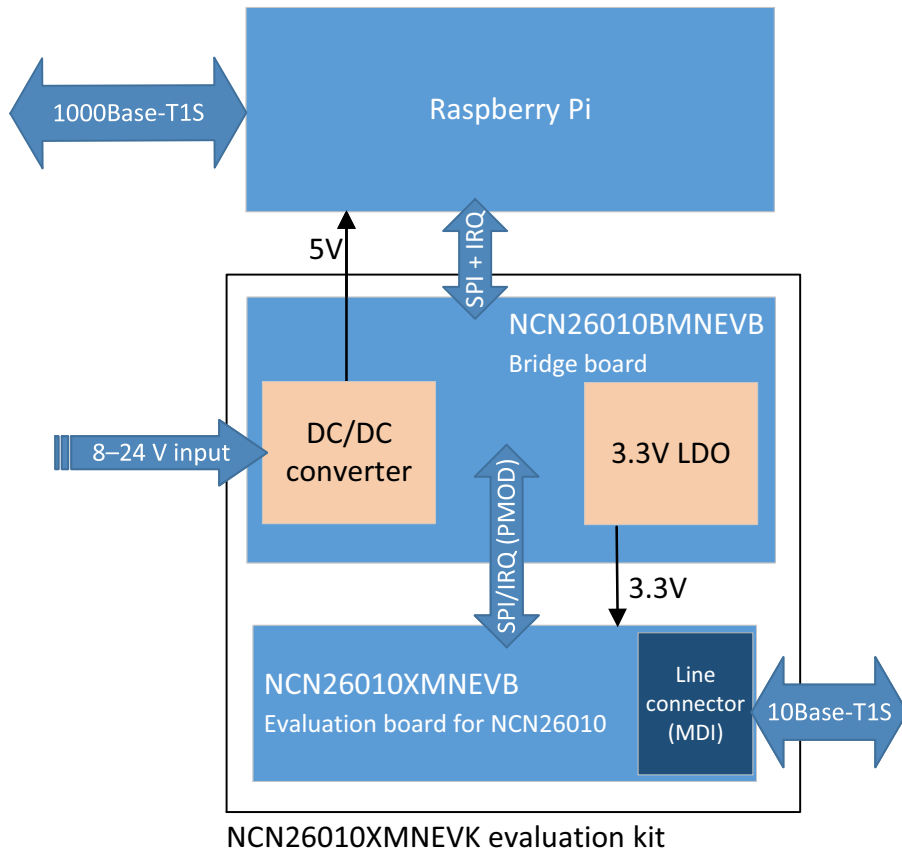 1000Base-T1S
Raspberry Pi
5V
SPI + IRQ
NCN26010BMNEVB
Bridge board
8–24 V input
DC/DC
converter
3.3V LDO
SPI/IRQ (PMOD)
3.3V
NCN26010XMNEVB
Evaluation board for NCN26010
Line
connector
(MDI)
10Base-T1S
NCN26010XMNEVK evaluation kit